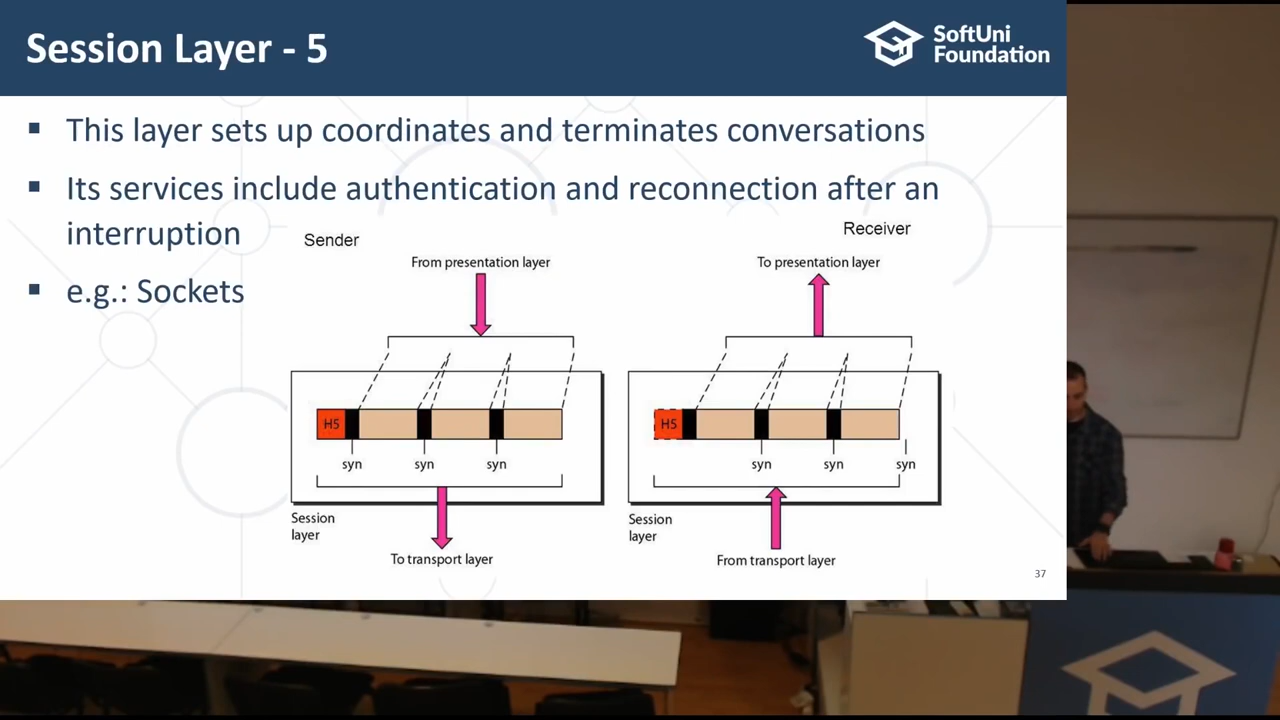 Session Layer - 5
SoftUni
Foundation
This layer sets up coordinates and terminates conversations
Its services include authentication and reconnection after an
interruption
e.g.: Sockets
Sender
Receiver
From presentation layer
To presentation layer
H5
H5
syn
syn
syn
syn
syn
syn
Session
layer
Session
layer
To transport layer
From transport layer
37